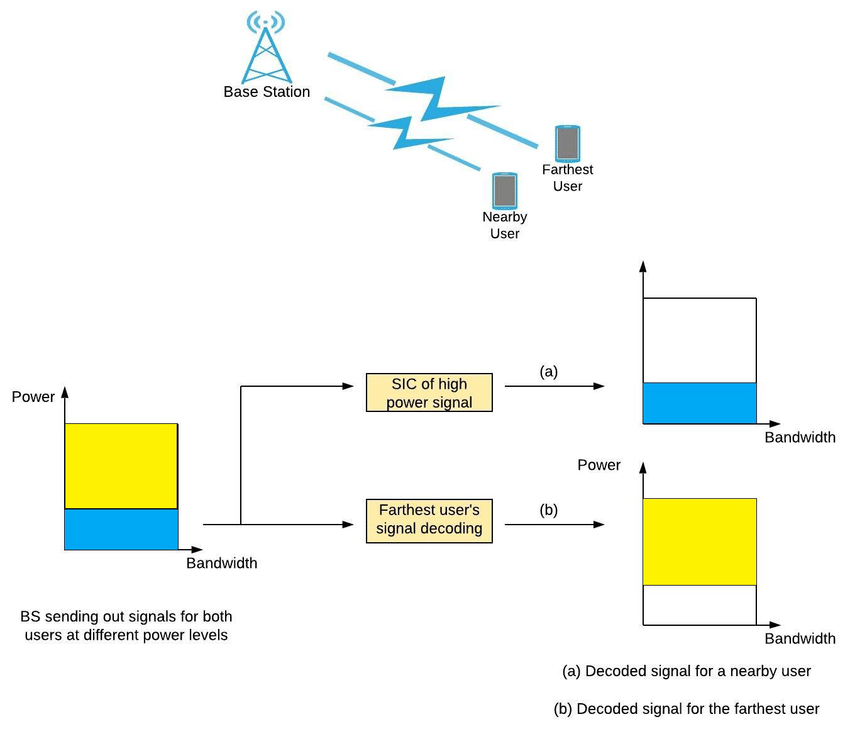 Base Station
Farthest
User
Nearby
User
Power
Bandwidth
BS sending out signals for both
users at different power levels
SIC of high
power signal
(a)
Farthest user's
signal decoding
(b)
Bandwidth
Power
Bandwidth
(a) Decoded signal for a nearby user
(b) Decoded signal for the farthest user